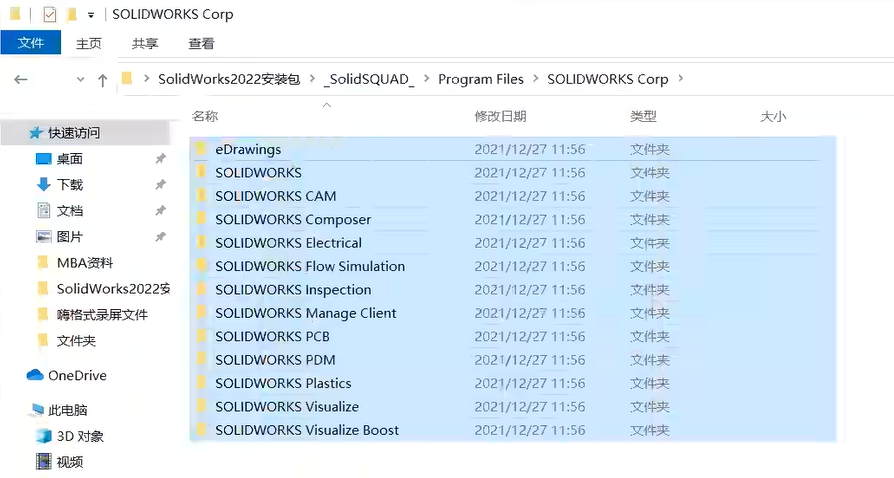 SOLIDWORKS Corp
文件 主页 共享 查看
SolidWorks2022安装包 > _SolidSQUAD_ > Program Files > SOLIDWORKS Corp >
名称 修改日期 类型 大小
快速访问
桌面
下载
文档
图片
MBA资料
SolidWorks2022安
嗨格式录屏文件
文件夹
OneDrive
此电脑
3D 对象
视频
eDrawings 2021/12/27 11:56 文件夹
SOLIDWORKS 2021/12/27 11:56 文件夹
SOLIDWORKS CAM 2021/12/27 11:56 文件夹
SOLIDWORKS Composer 2021/12/27 11:56 文件夹
SOLIDWORKS Electrical 2021/12/27 11:56 文件夹
SOLIDWORKS Flow Simulation 2021/12/27 11:56 文件夹
SOLIDWORKS Inspection 2021/12/27 11:56 文件夹
SOLIDWORKS Manage Client 2021/12/27 11:56 文件夹
SOLIDWORKS PCB 2021/12/27 11:56 文件夹
SOLIDWORKS PDM 2021/12/27 11:56 文件夹
SOLIDWORKS Plastics 2021/12/27 11:56 文件夹
SOLIDWORKS Visualize 2021/12/27 11:56 文件夹
SOLIDWORKS Visualize Boost 2021/12/27 11:56 文件夹